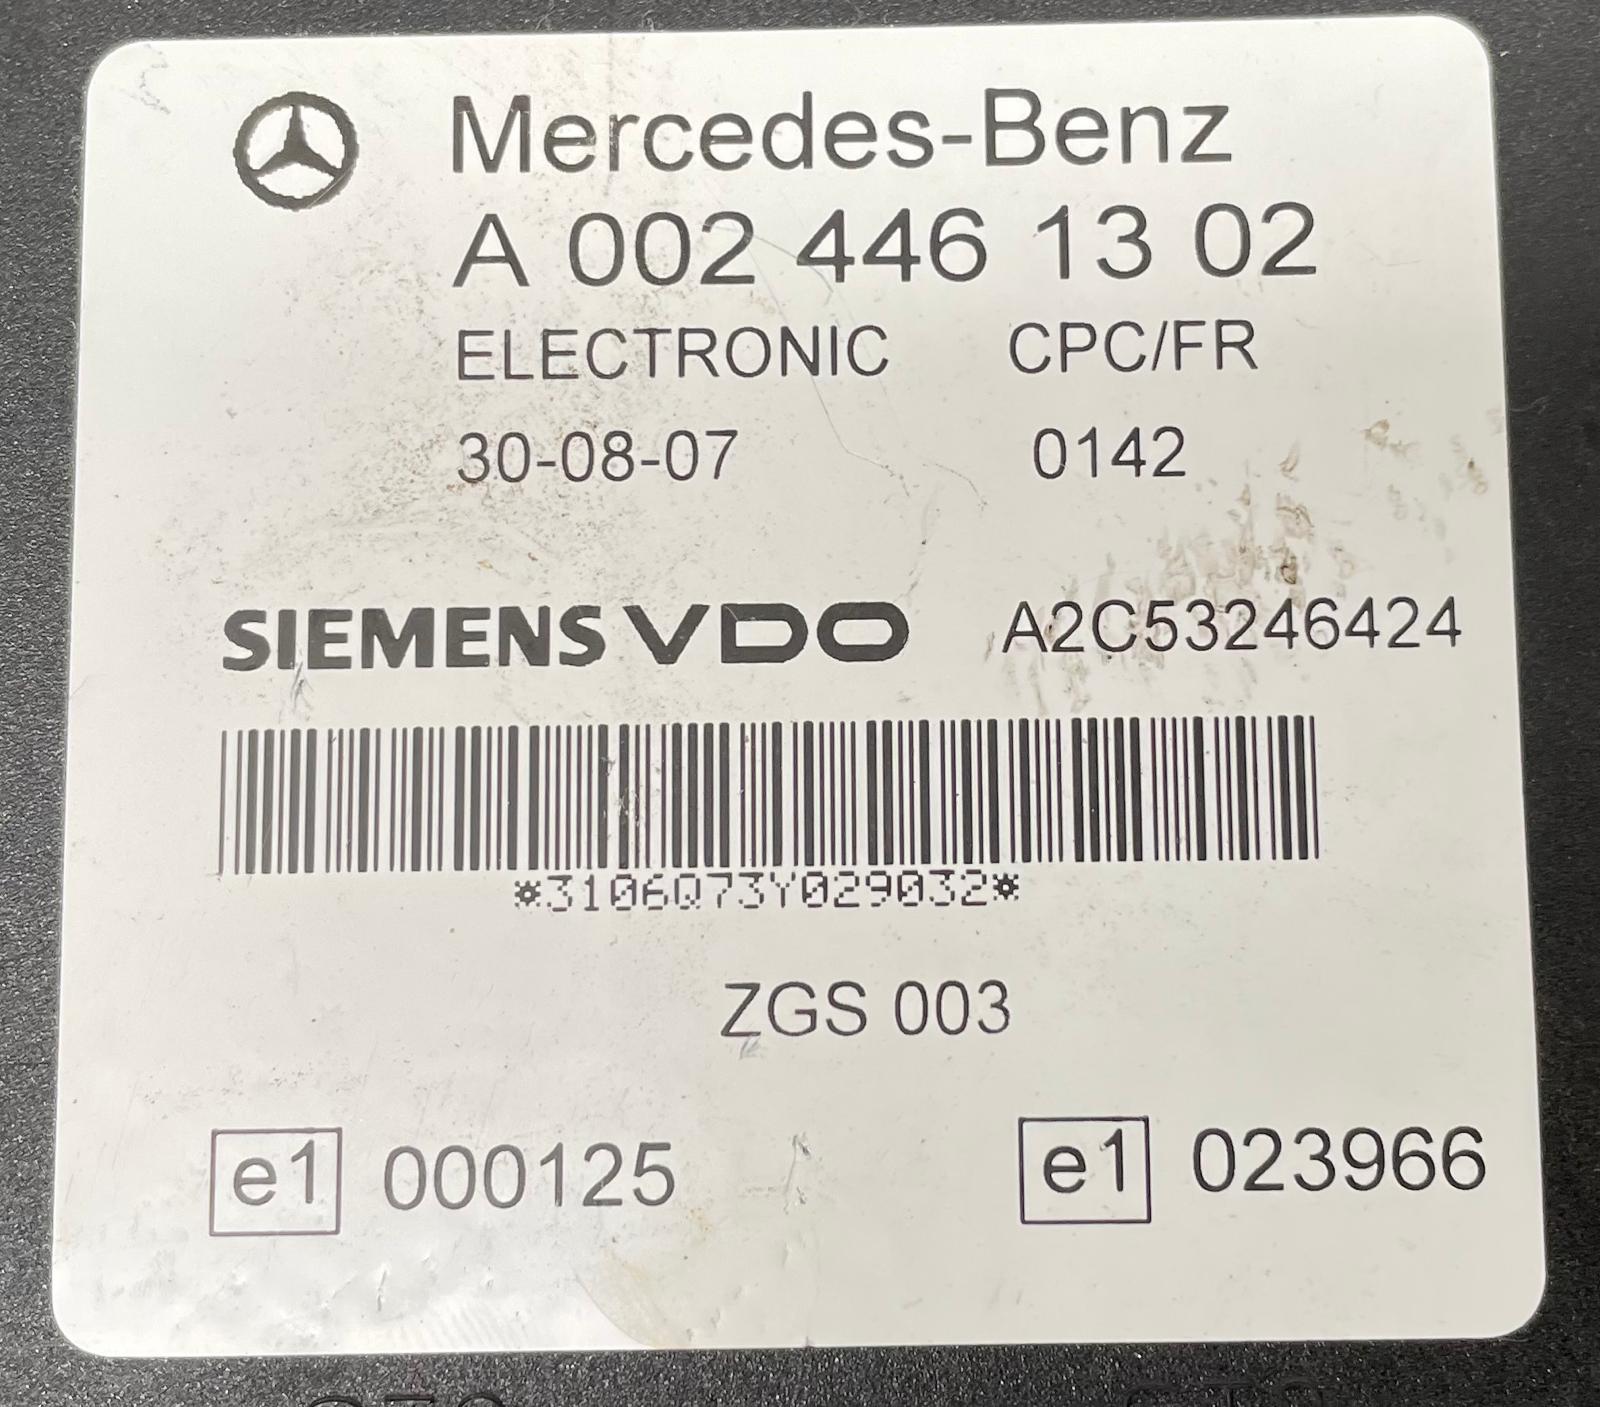 Mercedes-Benz
A 002 446 13 02
ELECTRONIC CPC/FR
30-08-07 0142
SIEMENS VDO A2C53246424
*3106Q73Y029032*
ZGS 003
e1 000125 e1 023966